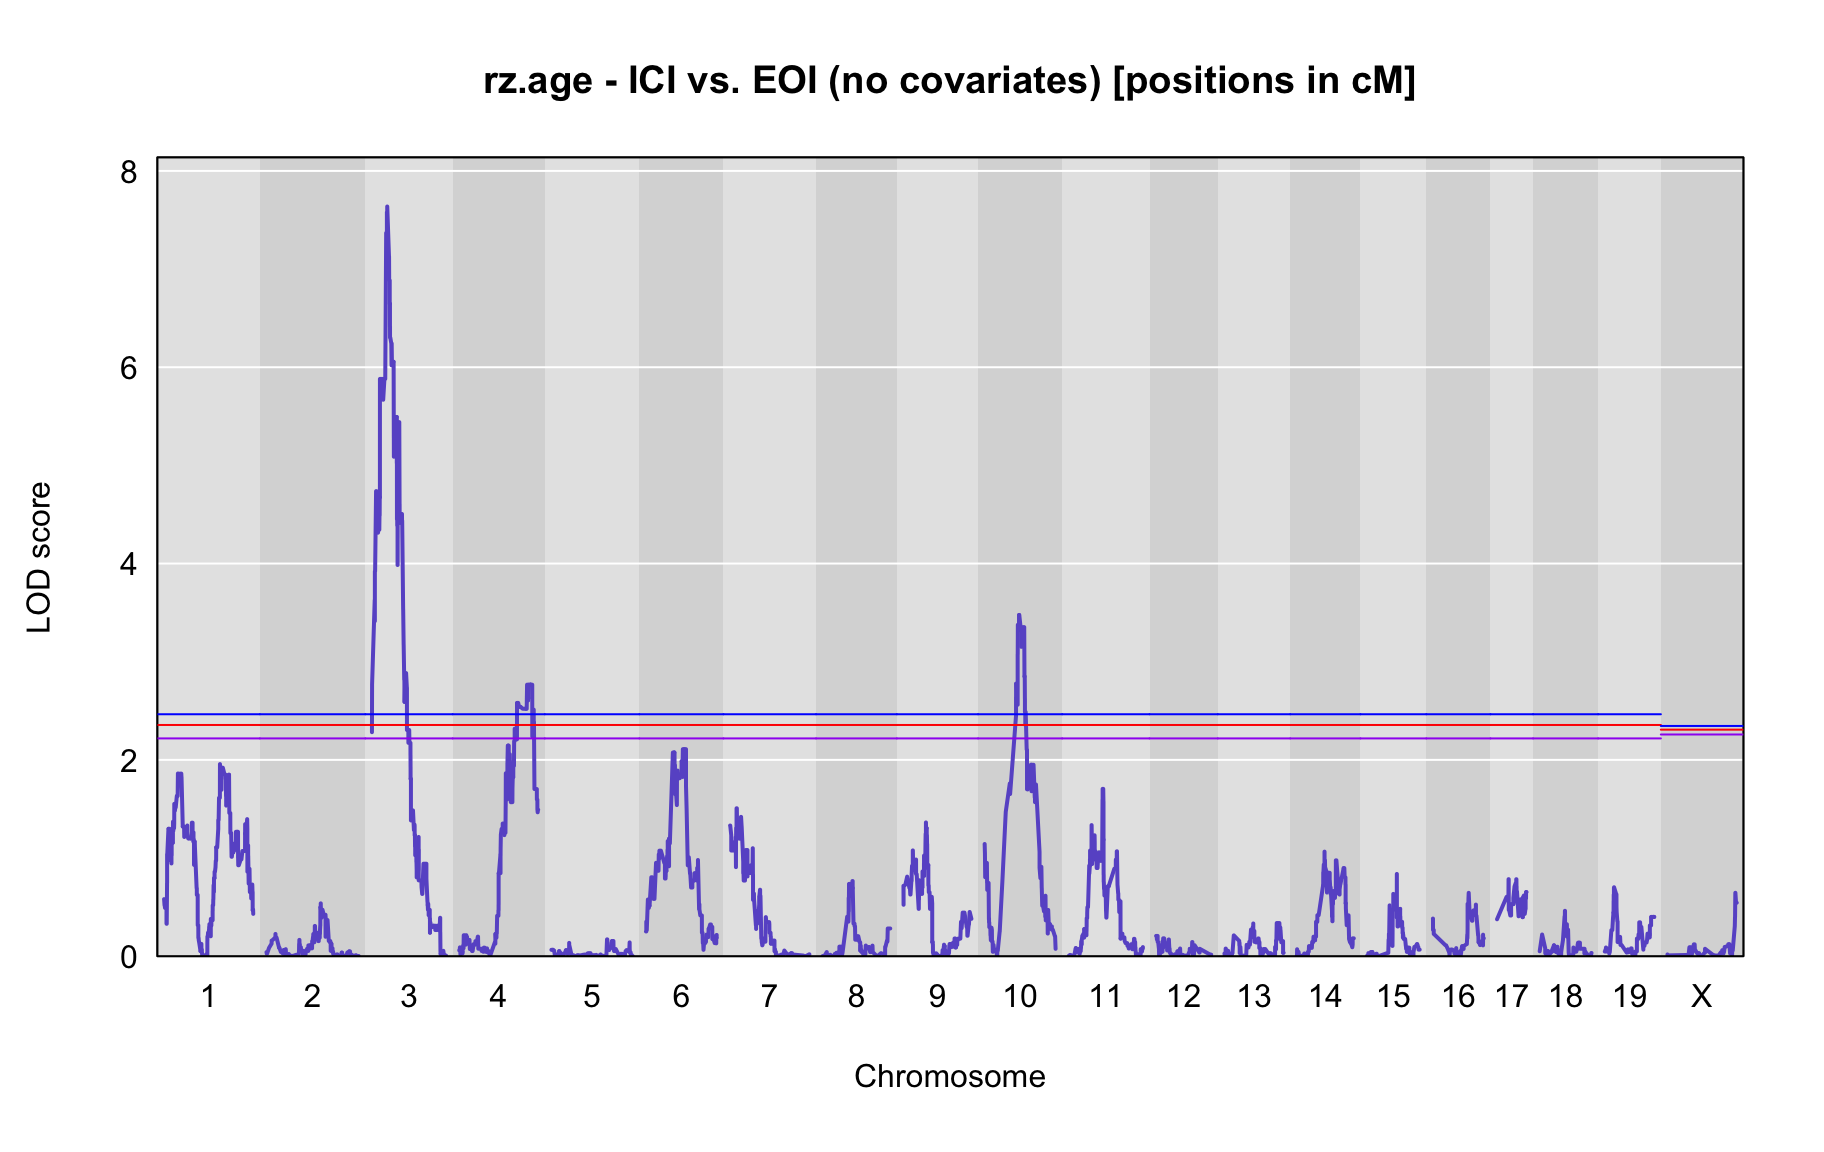 rz.age - ICI vs. EOI (no covariates) [positions in cM]
8
6
4
2
0
LOD score
1 2 3 4 5 6 7 8 9 10 11 12 13 14 15 16 17 18 19 X
Chromosome